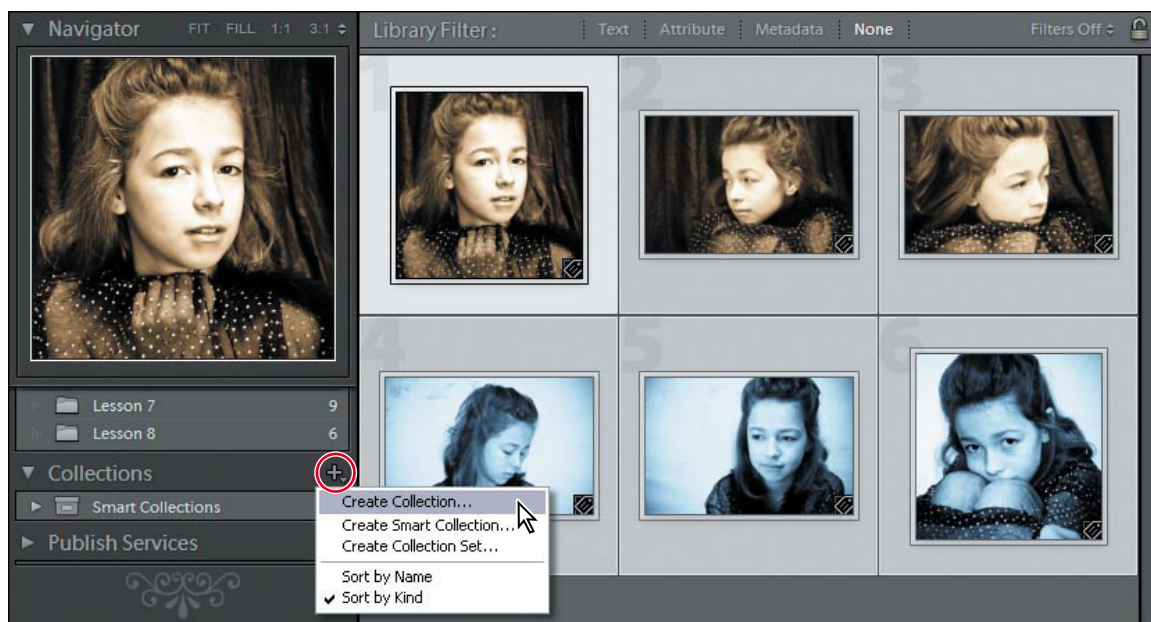 Navigator FIT FILL 1:1 3:1
Library Filter : Text Attribute Metadata None Filters Off
1 2 3
4 5 6
Lesson 7 9
Lesson 8 6
Collections
Smart Collections
Publish Services
Create Collection...
Create Smart Collection...
Create Collection Set...
Sort by Name
Sort by Kind